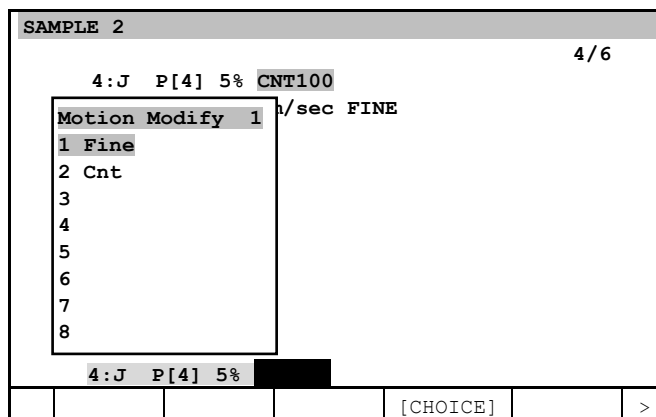 SAMPLE 2
4/6
4:J P[4] 5% CNT100
/sec FINE
Motion Modify 1
1 Fine
2 Cnt
3
4
5
6
7
8
4:J P[4] 5%
[CHOICE] >